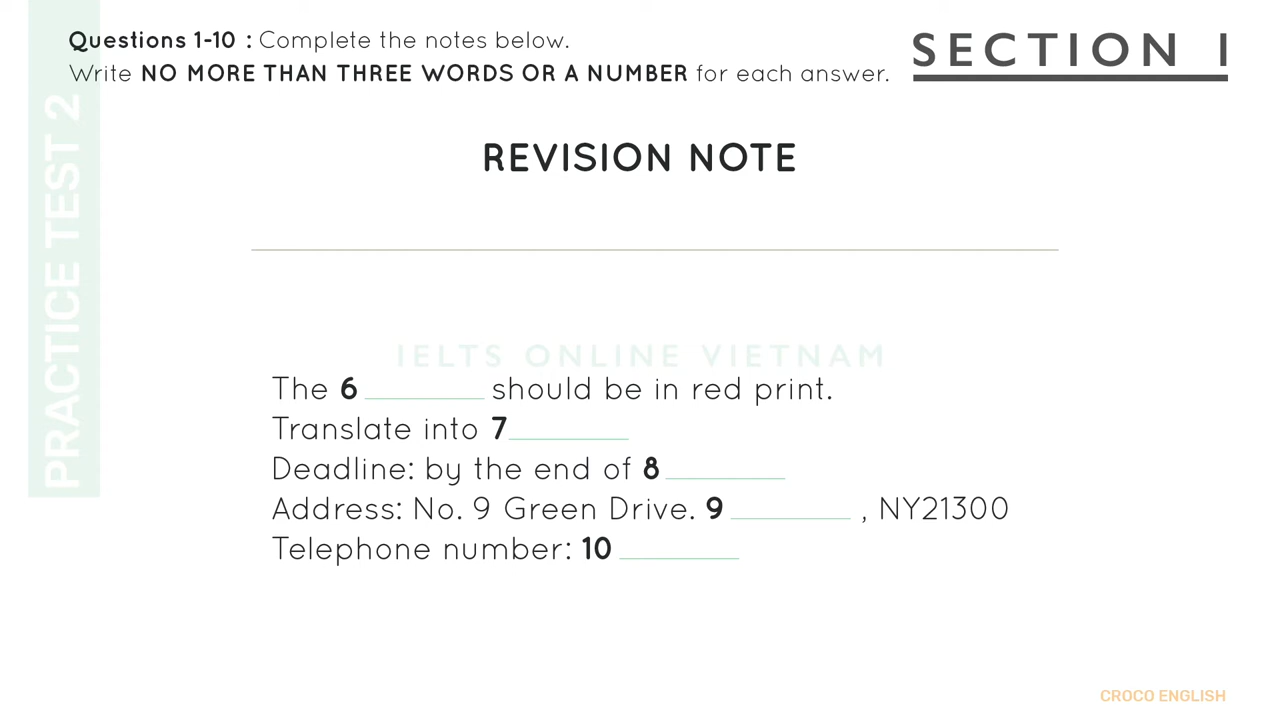 Questions 1-10 : Complete the notes below.
Write NO MORE THAN THREE WORDS OR A NUMBER for each answer.
SECTION 1
PRACTICE TEST 2
REVISION NOTE
IELTS ONLINE VIETNAM
The 6 ________ should be in red print.
Translate into 7 ________
Deadline: by the end of 8 ________
Address: No. 9 Green Drive. 9 ________ , NY21300
Telephone number: 10 ________
CROCO ENGLISH